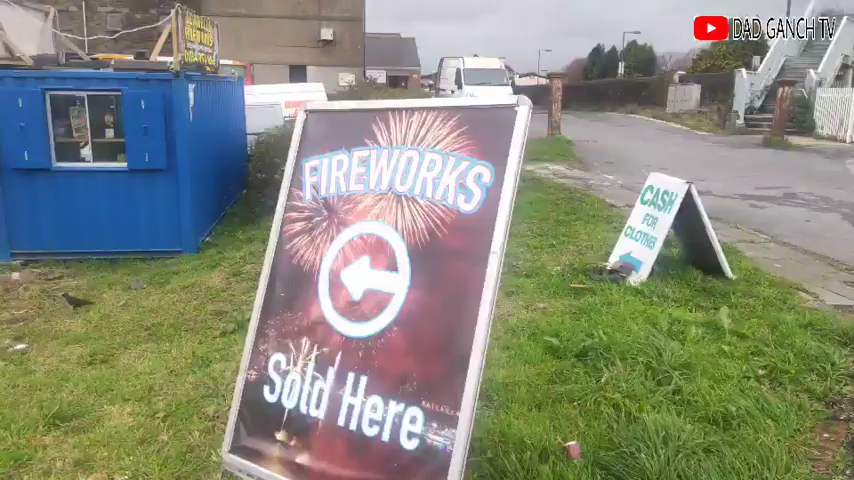 DAD GANCH TV
FIREWORKS
Sold Here
CASH
FOR
CLOTHES